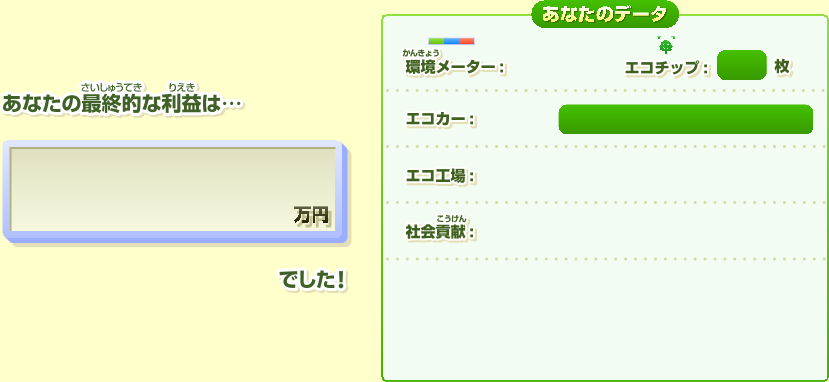 さいしゅうてき りえき
あなたの最終的な利益は…
万円
でした!
あなたのデータ
かんきょう
環境メーター:
エコチップ: 枚
エコカー:
エコ工場:
こうけん
社会貢献: